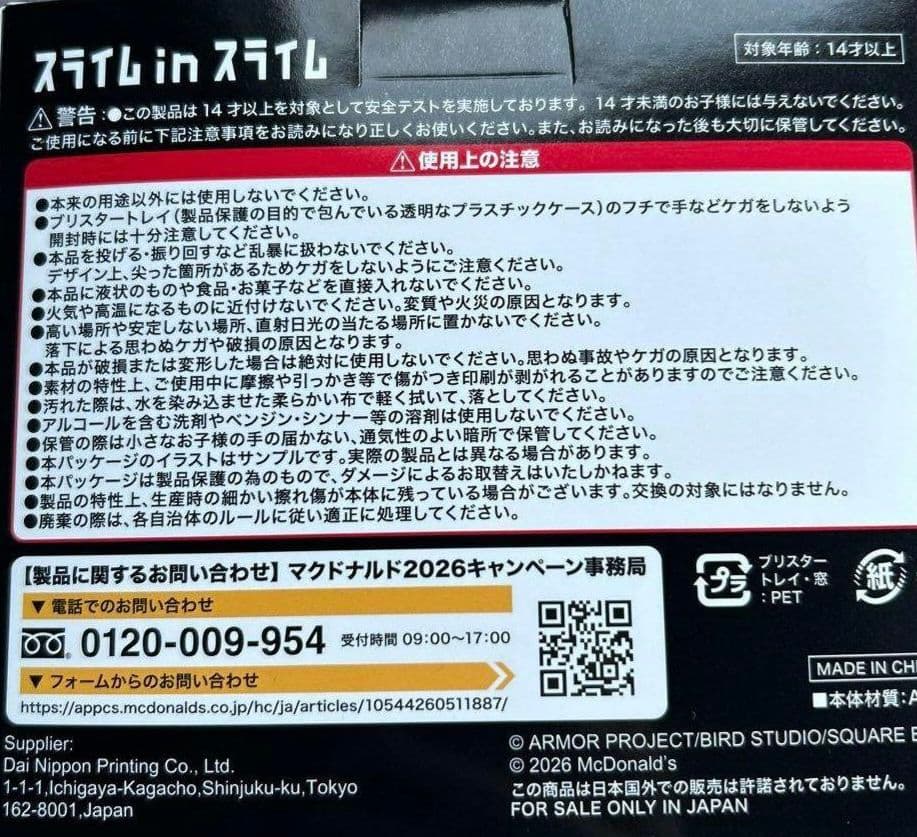 スライム in スライム
対象年齢:14才以上
⚠警告:●この製品は14才以上を対象として安全テストを実施しております。14才未満のお子様には与えないでください。
ご使用になる前に下記注意事項をお読みになり正しくお使いください。また、お読みになった後も大切に保管してください。
⚠使用上の注意
●本来の用途以外には使用しないでください。
●ブリスタートレイ(製品保護の目的で包んでいる透明なプラスチックケース)のフチで手などケガをしないよう
開封時には十分注意してください。
●本品を投げる・振り回すなど乱暴に扱わないでください。
デザイン上、尖った箇所があるためケガをしないようにご注意ください。
●本品に液状のものや食品・お菓子などを直接入れないでください。
●火気や高温になるものに近付けないでください。変質や火災の原因となります。
●高い場所や安定しない場所、直射日光の当たる場所に置かないでください。
落下による思わぬケガや破損の原因となります。
●本品が破損または変形した場合は絶対に使用しないでください。思わぬ事故やケガの原因となります。
●素材の特性上、ご使用中に摩擦や引っかき等で傷がつき印刷が剥がれることがありますのでご注意ください。
●汚れた際は、水を染み込ませた柔らかい布で軽く拭いて、落としてください。
●アルコールを含む洗剤やベンジン・シンナー等の溶剤は使用しないでください。
●保管の際は小さなお子様の手の届かない、通気性のよい暗所で保管してください。
●本パッケージのイラストはサンプルです。実際の製品とは異なる場合があります。
●本パッケージは製品保護の為のもので、ダメージによるお取替えはいたしかねます。
●製品の特性上、生産時の細かい擦れ傷が本体に残っている場合がございます。交換の対象にはなりません。
●廃棄の際は、各自治体のルールに従い適正に処理してください。
【製品に関するお問い合わせ】マクドナルド2026キャンペーン事務局
▼電話でのお問い合わせ
0120-009-954 受付時間 09:00~17:00
▼フォームからのお問い合わせ
https://appcs.mcdonalds.co.jp/hc/ja/articles/10544260511887/
プラ
ブリスター
トレイ・窓
:PET
紙
MADE IN CHI
■本体材質:A
Supplier:
Dai Nippon Printing Co., Ltd.
1-1-1,Ichigaya-Kagacho,Shinjuku-ku,Tokyo
162-8001,Japan
© ARMOR PROJECT/BIRD STUDIO/SQUARE E
© 2026 McDonald's
この商品は日本国外での販売は許諾されておりません。
FOR SALE ONLY IN JAPAN